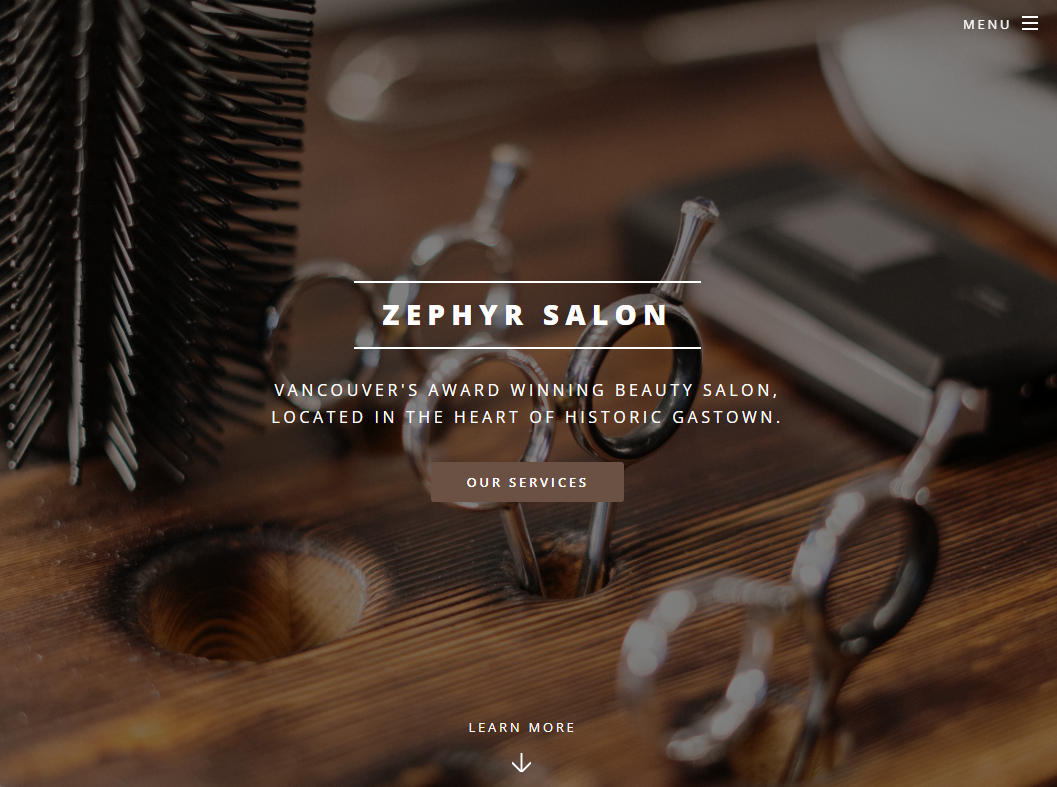 MENU
ZEPHYR SALON
VANCOUVER'S AWARD WINNING BEAUTY SALON,
LOCATED IN THE HEART OF HISTORIC GASTOWN.
OUR SERVICES
LEARN MORE